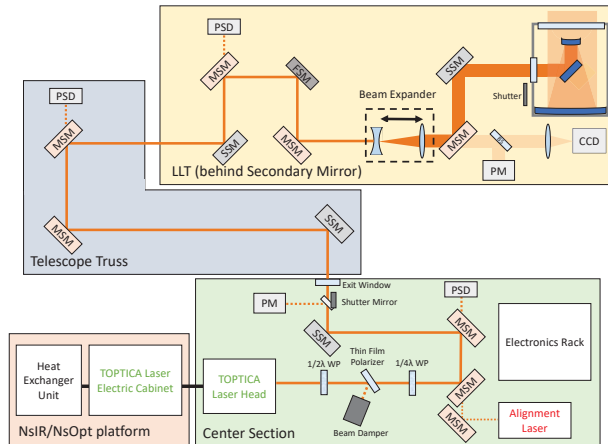 PSD
MSM
FSM
SSM
Beam Expander
Shutter
PSD
MSM
SSM
MSM
MSM
BS
CCD
PM
LLT (behind Secondary Mirror)
MSM
SSM
Telescope Truss
Exit Window
PM
Shutter Mirror
PSD
SSM
MSM
Electronics Rack
Heat
Exchanger
Unit
TOPTICA Laser
Electric Cabinet
TOPTICA
Laser Head
1/2λ WP
Thin Film
Polarizer
1/4λ WP
MSM
MSM
Alignment
Laser
Beam Damper
NsIR/NsOpt platform
Center Section